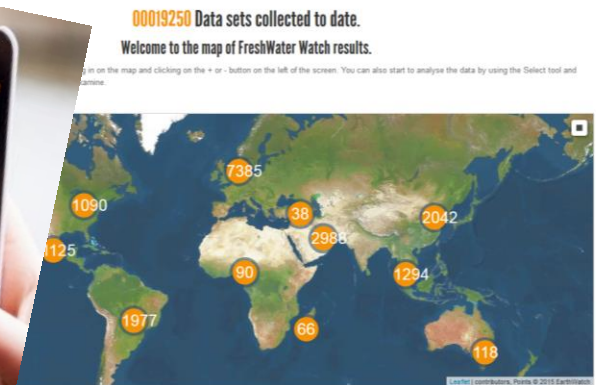 00019250 Data sets collected to date.
Welcome to the map of FreshWater Watch results.
in on the map and clicking on the + or - button on the left of the screen. You can also start to analyse the data by using the Select tool and
amine.
7385
1090
38
2042
2988
125
90
1294
1977
66
118
Leaflet | contributors, Points © 2015 EarthWatch